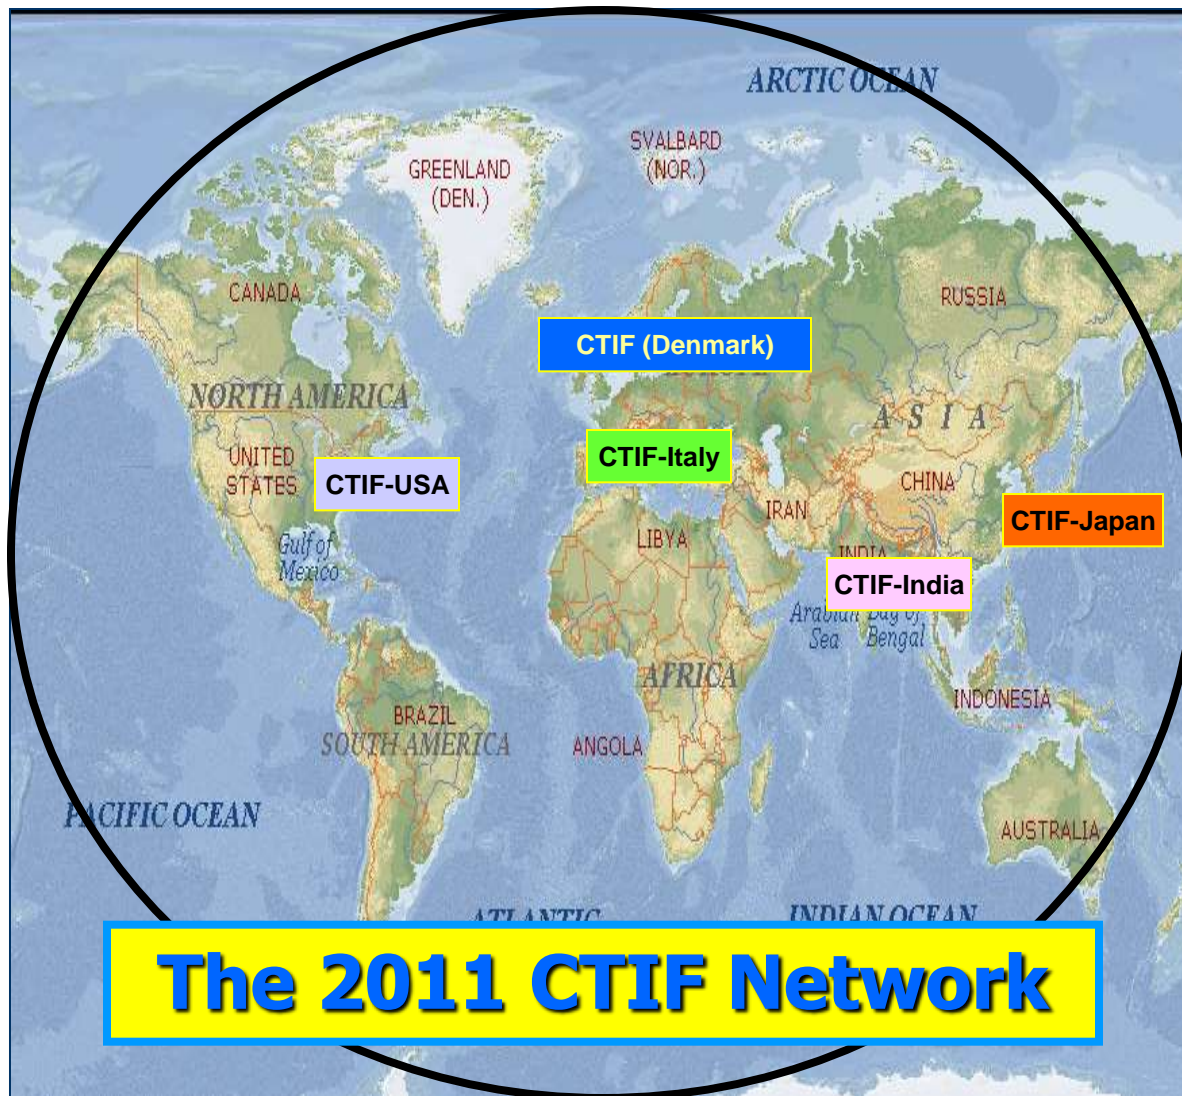 ARCTIC OCEAN
SVALBARD
(NOR.)
GREENLAND
(DEN.)
CANADA
RUSSIA
CTIF (Denmark)
NORTH AMERICA
A S I A
UNITED
STATES
CTIF-USA
CTIF-Italy
CHINA
IRAN
CTIF-Japan
LIBYA
Gulf of
Mexico
INDIA
CTIF-India
Arabian
Sea
Bay of
Bengal
AFRICA
INDONESIA
BRAZIL
SOUTH AMERICA
ANGOLA
PACIFIC OCEAN
AUSTRALIA
ATLANTIC
INDIAN OCEAN
The 2011 CTIF Network